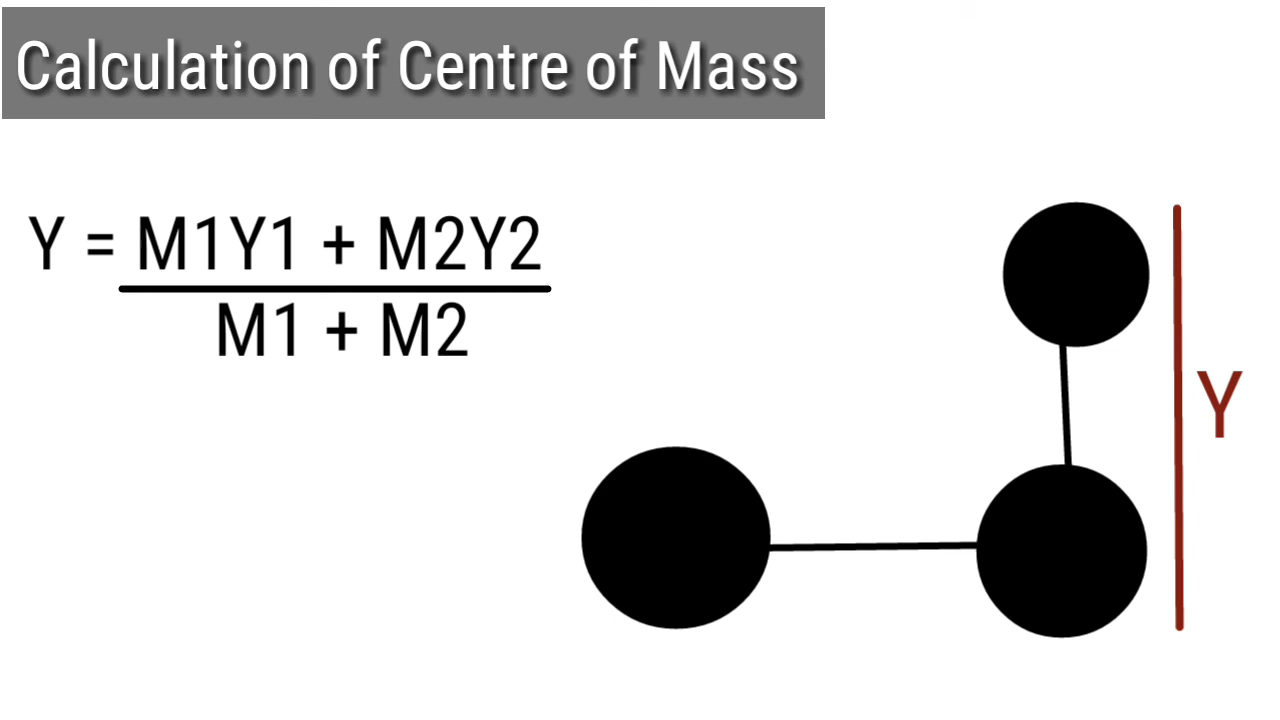 Calculation of Centre of Mass
Y = M1Y1 + M2Y2
M1 + M2
Y